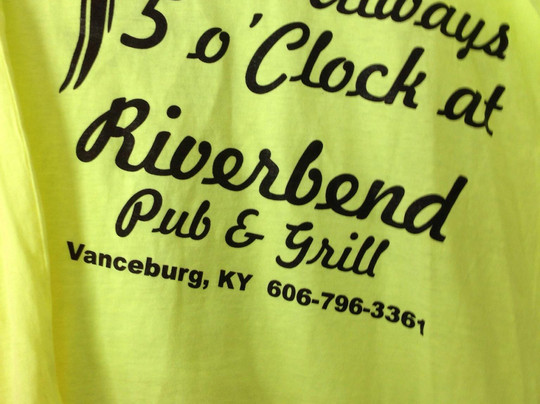 always
5 o'Clock at
Riverbend
Pub & Grill
Vanceburg, KY 606-796-3361